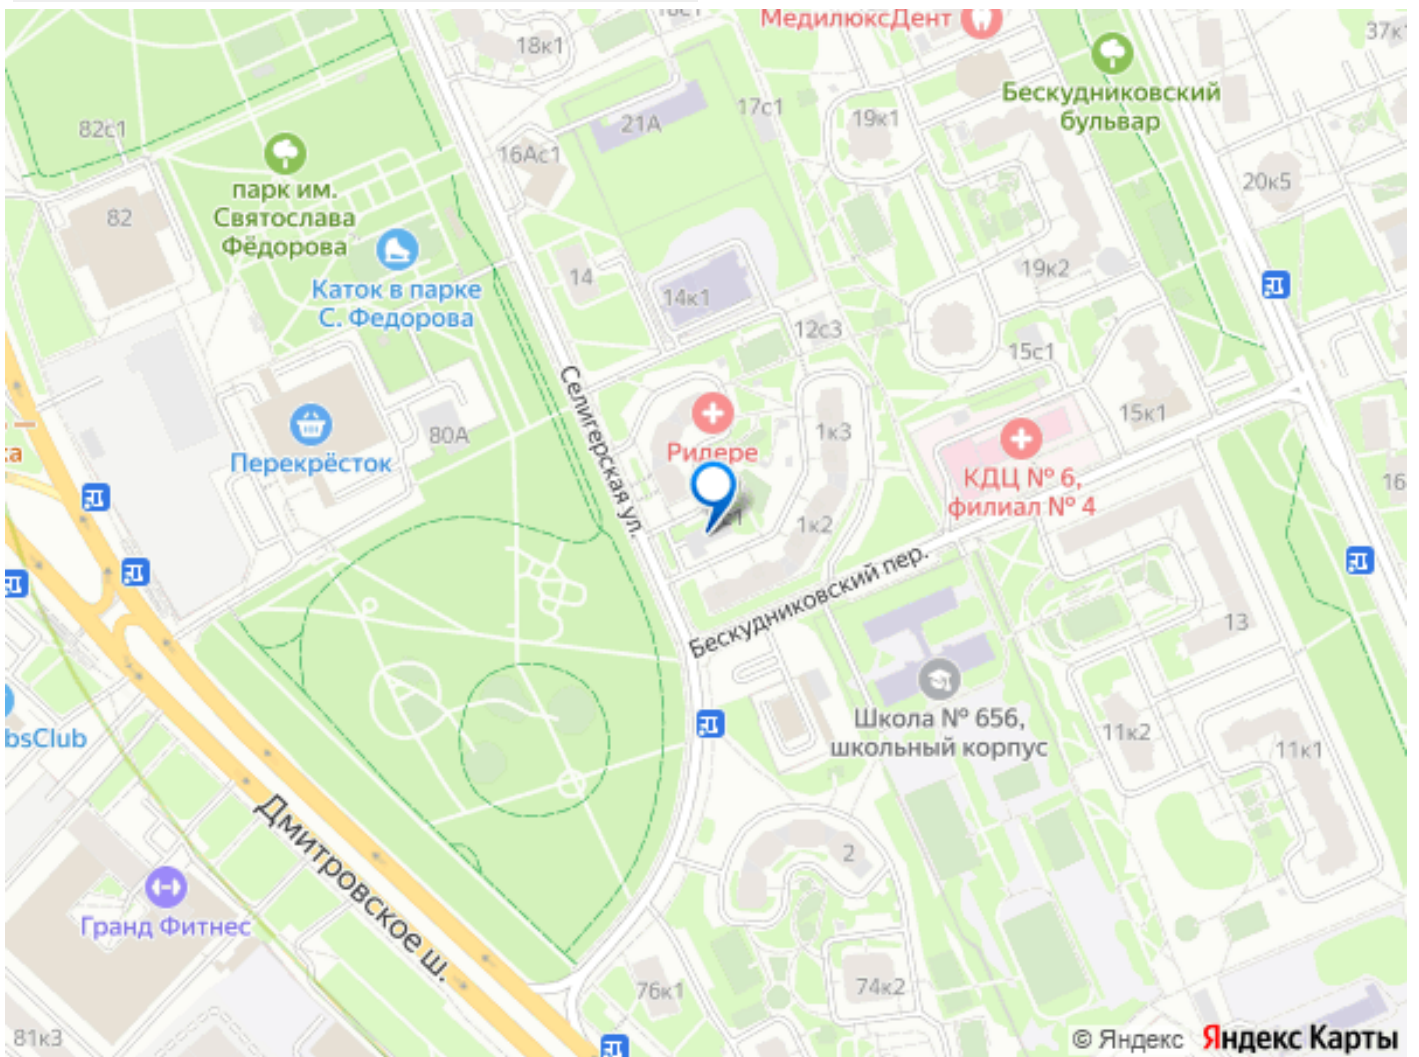 МедилюксДент
18к1
37к1
Бескудниковский
бульвар
82с1
17с1
19к1
21А
16Ас1
парк им.
Святослава
Фёдорова
20к5
82
14
19к2
Каток в парке
С. Федорова
14к1
12с3
15с1
Селигерская ул.
15к1
80А
1к3
Ридере
Перекрёсток
КДЦ № 6,
филиал № 4
16
1к2
Бескудниковский пер.
13
Школа № 656,
школьный корпус
bsClub
11к2
11к1
Дмитровское ш.
2
Гранд Фитнес
76к1
74к2
81к3
© Яндекс Яндекс Карты